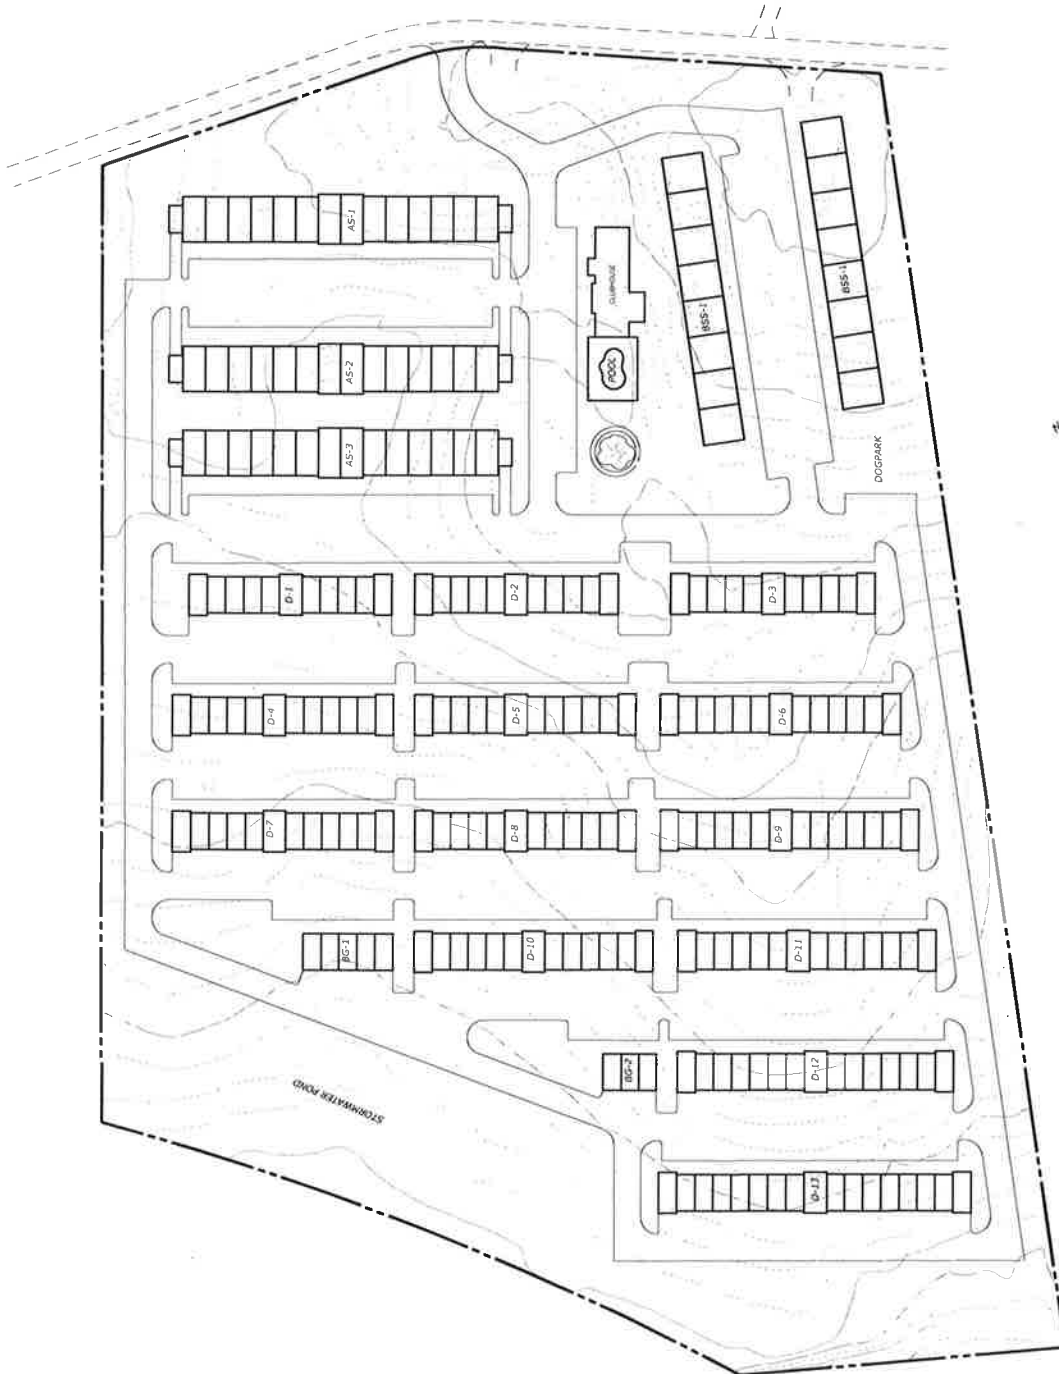 AS-1
CLUBHOUSE
BSS-1
BSS-1
POOL
AS-2
AS-3
DOGPARK
D-1
D-2
D-3
D-4
D-5
D-6
D-7
D-8
D-9
BG-1
D-10
D-11
BG-2
D-12
STORMWATER POND
D-13